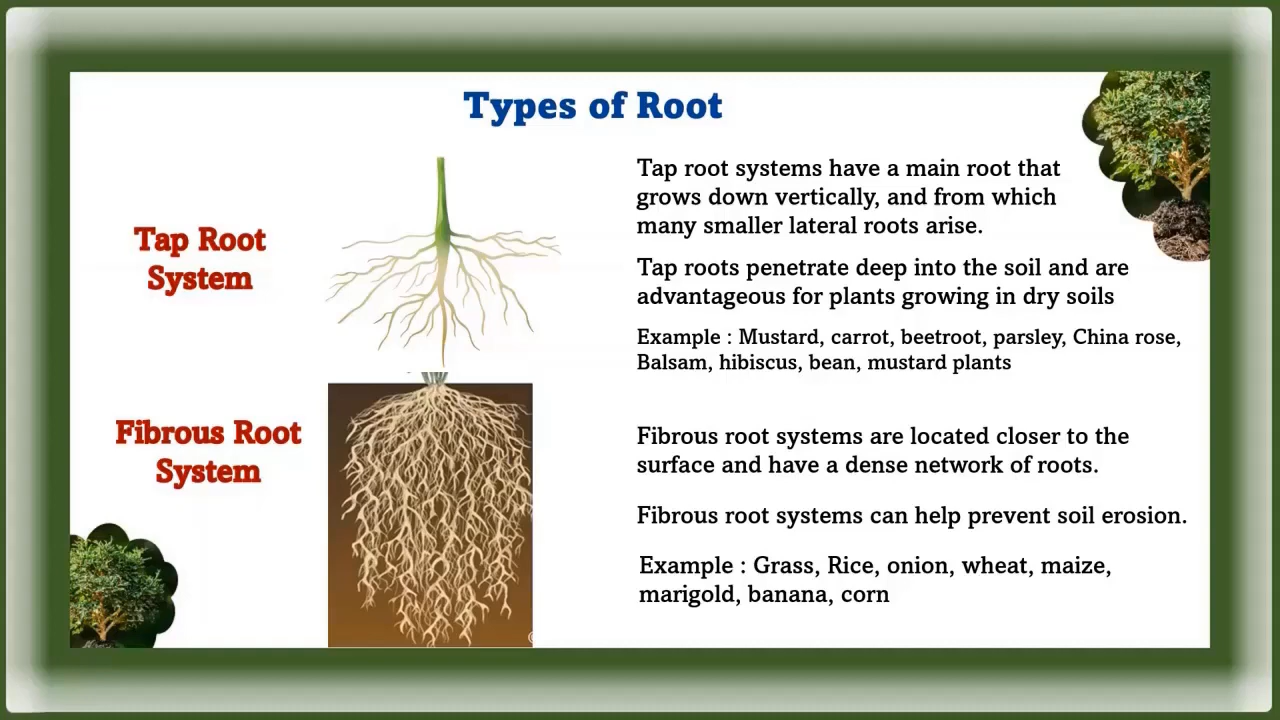 Types of Root
Tap Root
System
Tap root systems have a main root that
grows down vertically, and from which
many smaller lateral roots arise.
Tap roots penetrate deep into the soil and are
advantageous for plants growing in dry soils
Example : Mustard, carrot, beetroot, parsley, China rose,
Balsam, hibiscus, bean, mustard plants
Fibrous Root
System
Fibrous root systems are located closer to the
surface and have a dense network of roots.
Fibrous root systems can help prevent soil erosion.
Example : Grass, Rice, onion, wheat, maize,
marigold, banana, corn